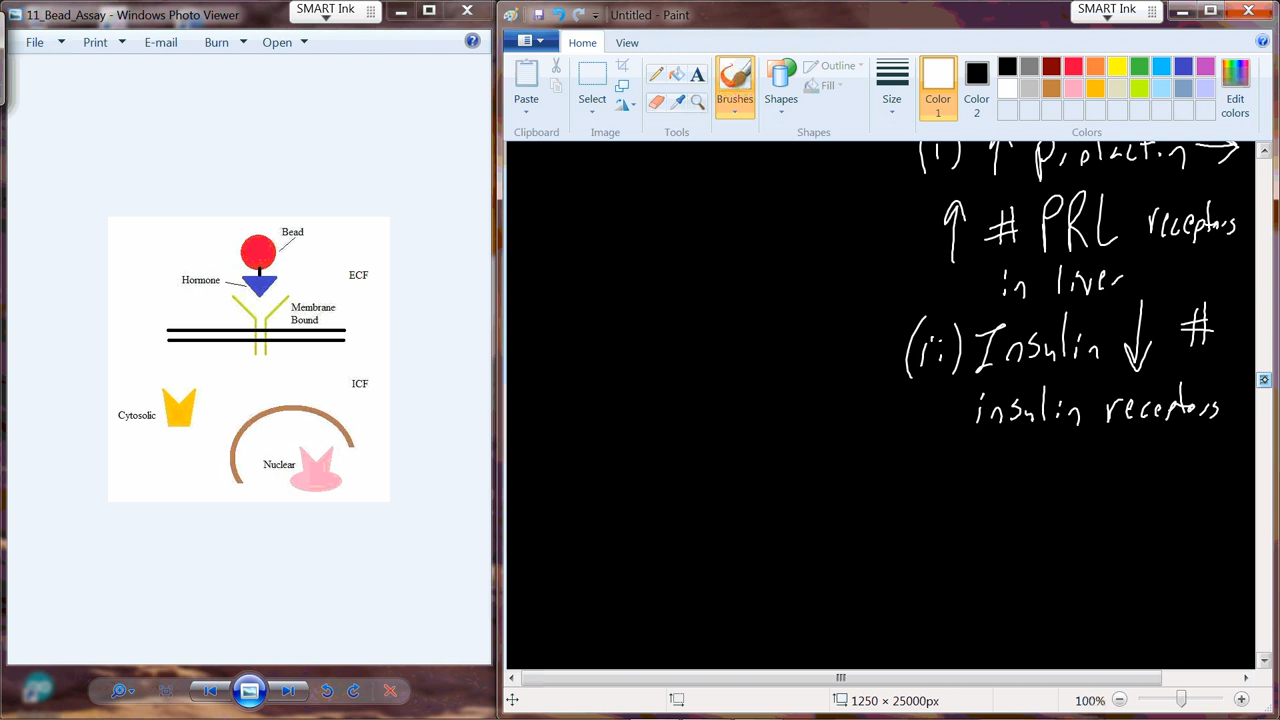 11_Bead_Assay - Windows Photo Viewer
SMART Ink
File Print E-mail Burn Open
Bead
Hormone
ECF
Membrane
Bound
ICF
Cytosolic
Nuclear
Untitled - Paint
SMART Ink
Home View
Paste
Select
Brushes
Shapes
Outline
Fill
Size
Color
1
Color
2
Edit
colors
Clipboard Image Tools Shapes Colors
(i) ↑ prolactin →
↑ # PRL receptors
in liver
(ii) Insulin ↓ #
insulin receptors
1250 × 25000px 100%